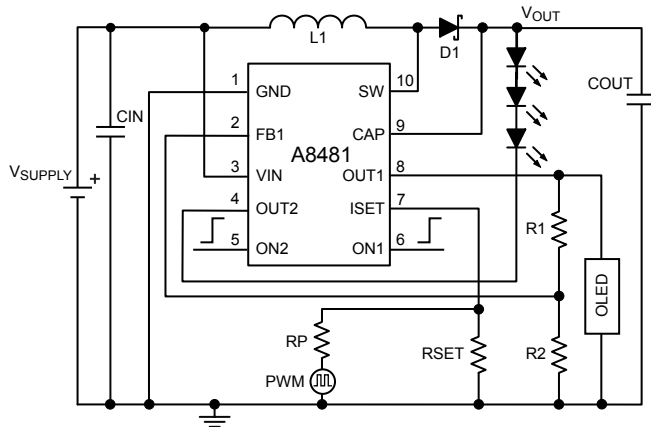 VOUT
L1
D1
1
GND
10
SW
COUT
CIN
2
FB1
CAP
9
A8481
VSUPPLY
+
3
VIN
OUT1
8
4
OUT2
ISET
7
R1
5
ON2
ON1
6
OLED
RP
RSET
R2
PWM